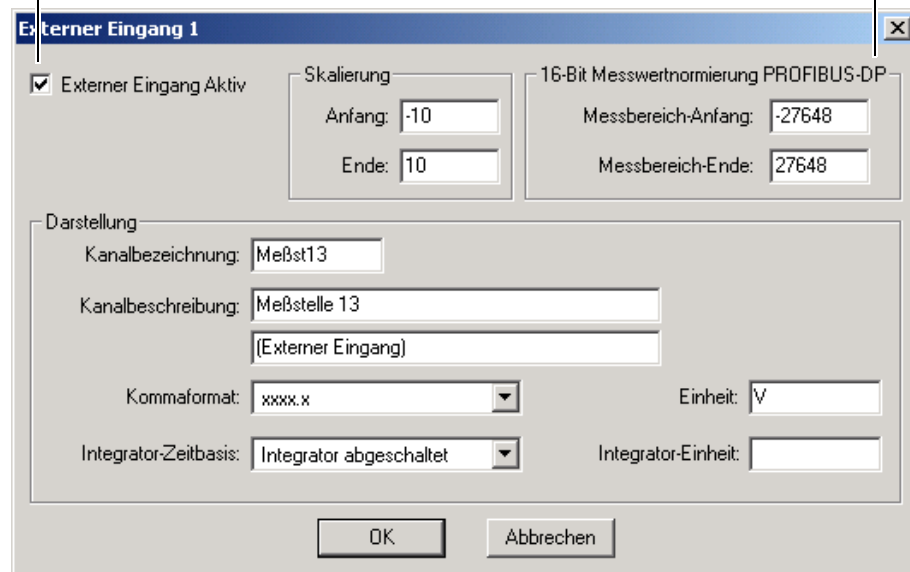 Externer Eingang 1
Externer Eingang Aktiv
Skalierung
Anfang: -10
Ende: 10
16-Bit Messwertnormierung PROFIBUS-DP
Messbereich-Anfang: -27648
Messbereich-Ende: 27648
Darstellung
Kanalbezeichnung: Meßst13
Kanalbeschreibung: Meßstelle 13
(Externer Eingang)
Kommaformat: xxxx.x
Einheit: V
Integrator-Zeitbasis: Integrator abgeschaltet
Integrator-Einheit:
OK
Abbrechen